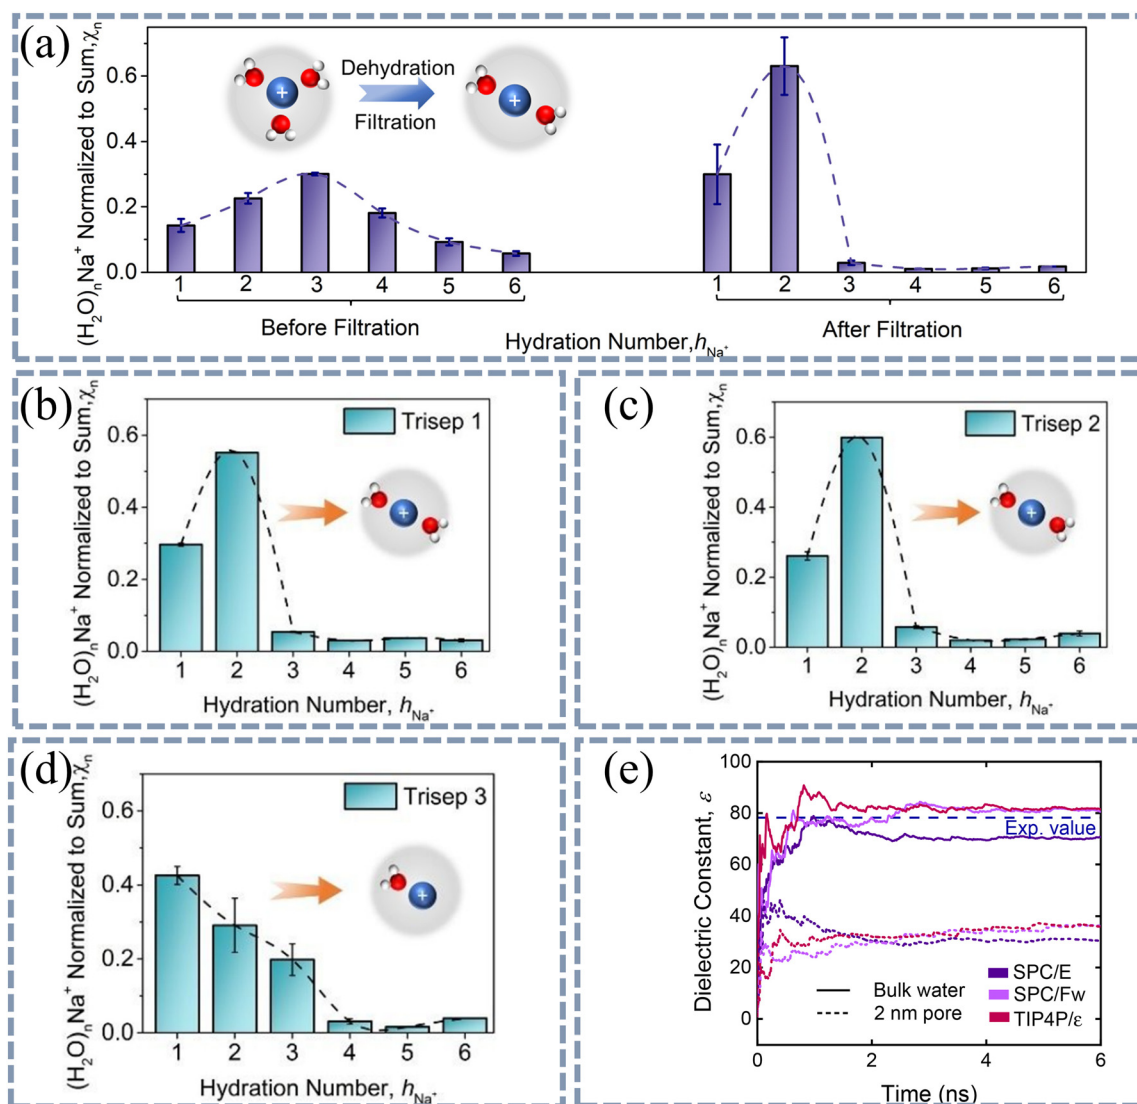 (a)
(H₂O)ₙNa⁺ Normalized to Sum,χₙ
0.6
0.4
0.2
0.0
Dehydration
Filtration
+
+
1 2 3 4 5 6
1 2 3 4 5 6
Before Filtration
After Filtration
Hydration Number,h_Na⁺
(b)
(H₂O)ₙNa⁺ Normalized to Sum,χₙ
0.6
0.4
0.2
0.0
Trisep 1
+
1 2 3 4 5 6
Hydration Number, h_Na⁺
(c)
(H₂O)ₙNa⁺ Normalized to Sum,χₙ
0.6
0.4
0.2
0.0
Trisep 2
+
1 2 3 4 5 6
Hydration Number, h_Na⁺
(d)
(H₂O)ₙNa⁺ Normalized to Sum,χₙ
0.6
0.4
0.2
0.0
Trisep 3
+
1 2 3 4 5 6
Hydration Number, h_Na⁺
(e)
Dielectric Constant, ε
100
80
60
40
20
0
Exp. value
Bulk water
2 nm pore
SPC/E
SPC/Fw
TIP4P/ε
0 2 4 6
Time (ns)